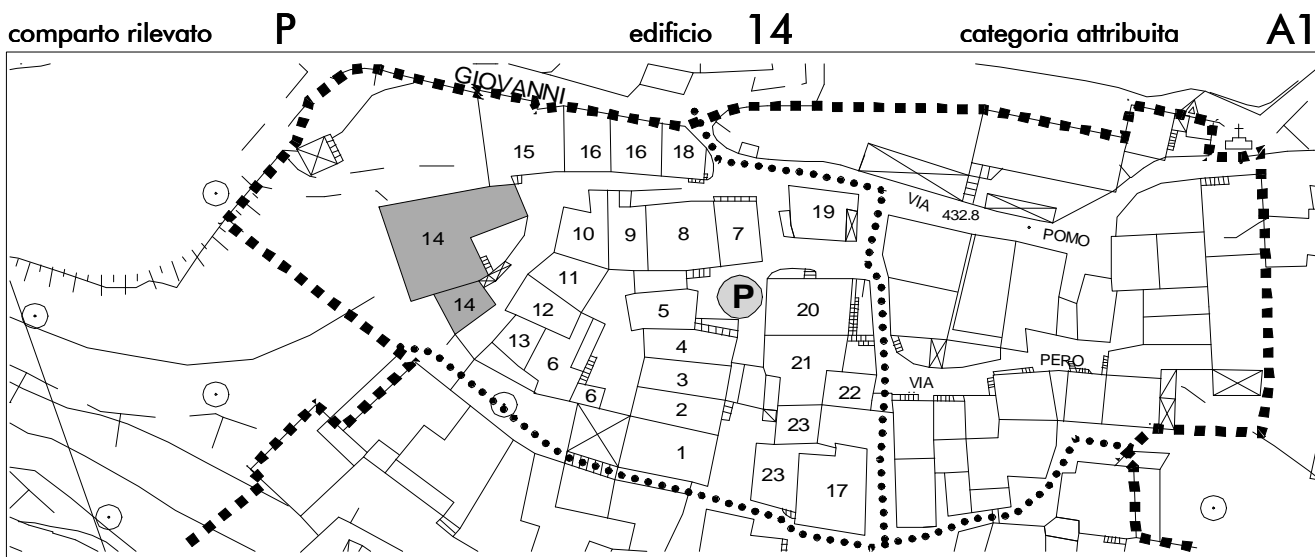 comparto rilevato P edificio 14 categoria attribuita A1
GIOVANNI
15 16 16 18
14
10 9 8 7
19
VIA 432.8 POMO
11
14
12
5
P
20
13
6
4
21
PERO
3
22
VIA
6
2
23
1
23
17